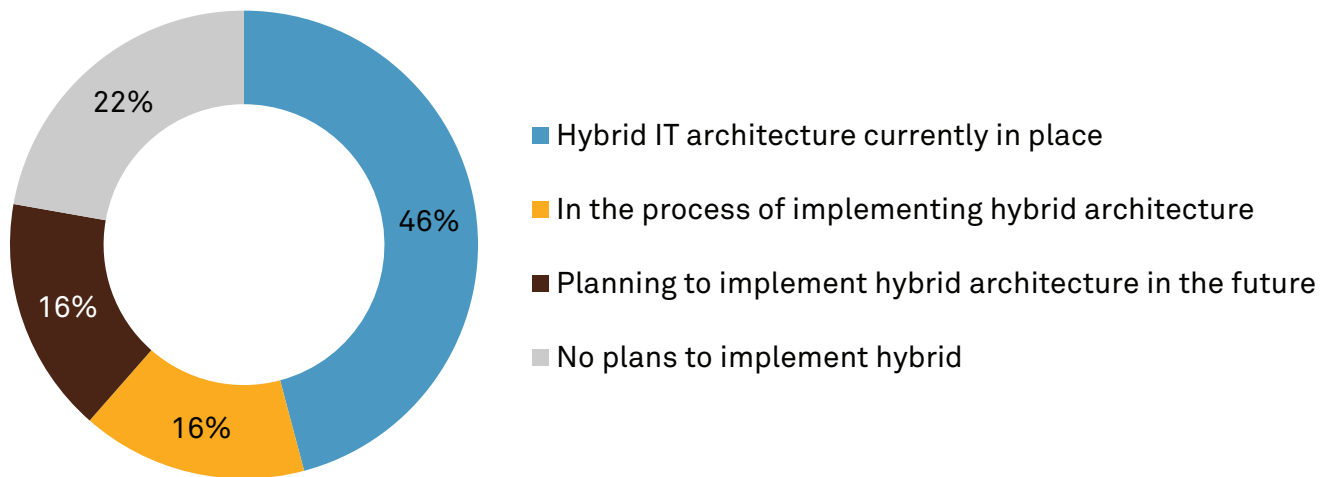 22%
46%
16%
16%
Hybrid IT architecture currently in place
In the process of implementing hybrid architecture
Planning to implement hybrid architecture in the future
No plans to implement hybrid